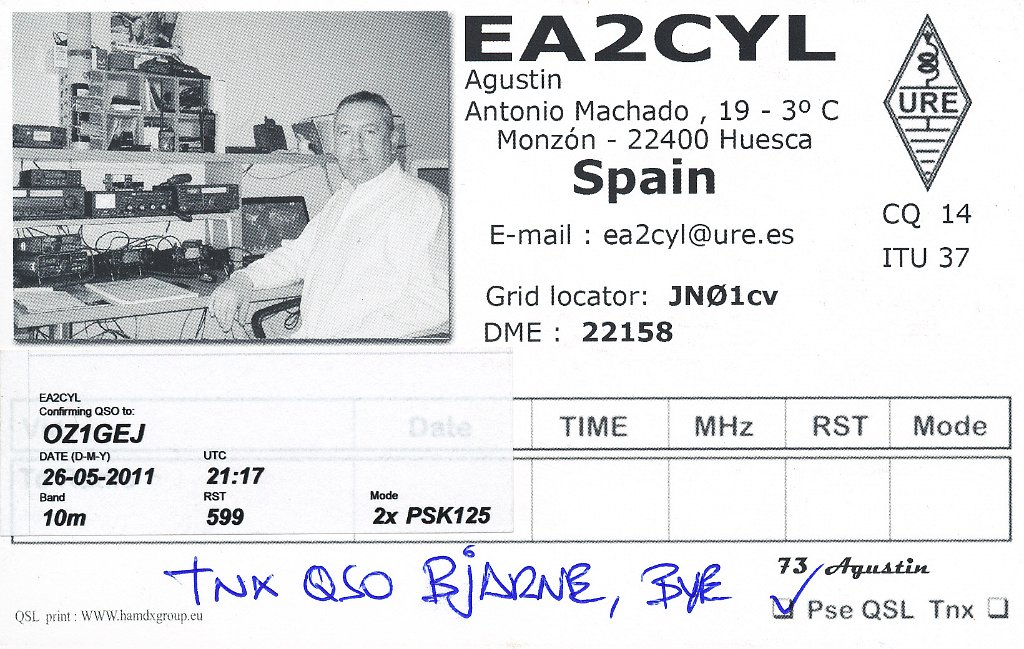 EA2CYL
Agustin
Antonio Machado , 19 - 3º C
Monzón - 22400 Huesca
Spain
E-mail : ea2cyl@ure.es
Grid locator: JNØ1cv
DME : 22158
URE
CQ 14
ITU 37
EA2CYL
Confirming QSO to:
OZ1GEJ
DATE (D-M-Y) UTC
26-05-2011 21:17
Band RST Mode
10m 599 2x PSK125
Date TIME MHz RST Mode
TNX QSO BJARNE, BYE
73 Agustin
Pse QSL Tnx
QSL print : WWW.hamdxgroup.eu